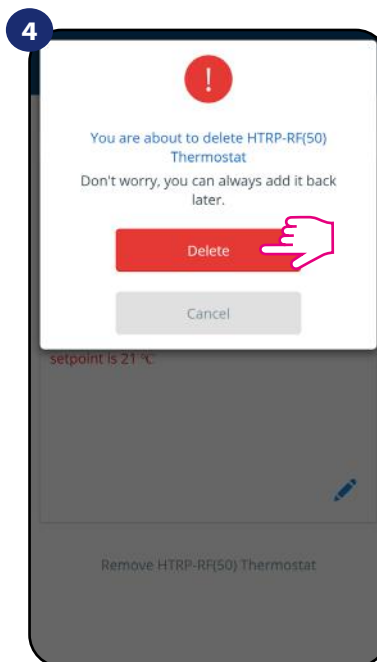 4
!
You are about to delete HTRP-RF(50)
Thermostat
Don't worry, you can always add it back
later.
Delete
Cancel
setpoint is 21 °C
Remove HTRP-RF(50) Thermostat